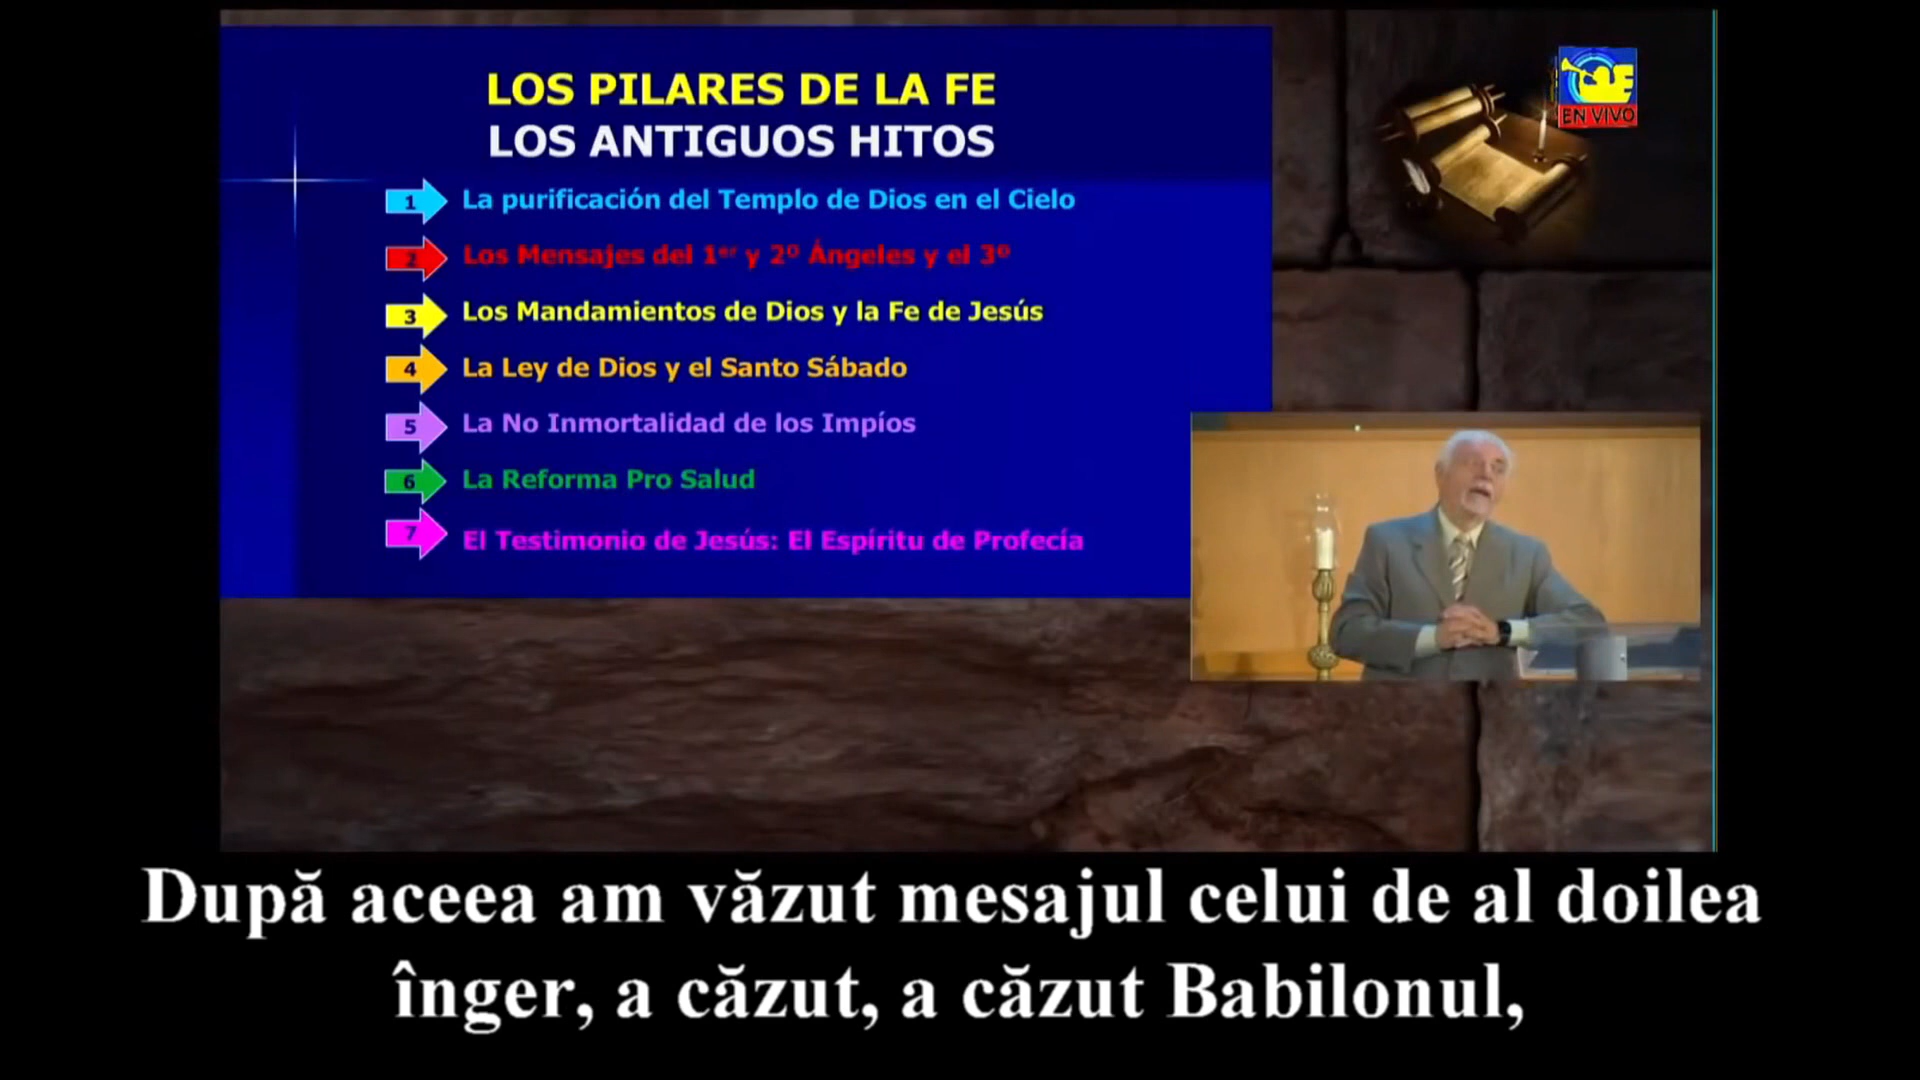 LOS PILARES DE LA FE
LOS ANTIGUOS HITOS
1 La purificación del Templo de Dios en el Cielo
2 Los Mensajes del 1er y 2º Ángeles y el 3º
3 Los Mandamientos de Dios y la Fe de Jesús
4 La Ley de Dios y el Santo Sábado
5 La No Inmortalidad de los Impíos
6 La Reforma Pro Salud
7 El Testimonio de Jesús: El Espíritu de Profecía
EN VIVO
După aceea am văzut mesajul celui de al doilea
înger, a căzut, a căzut Babilonul,